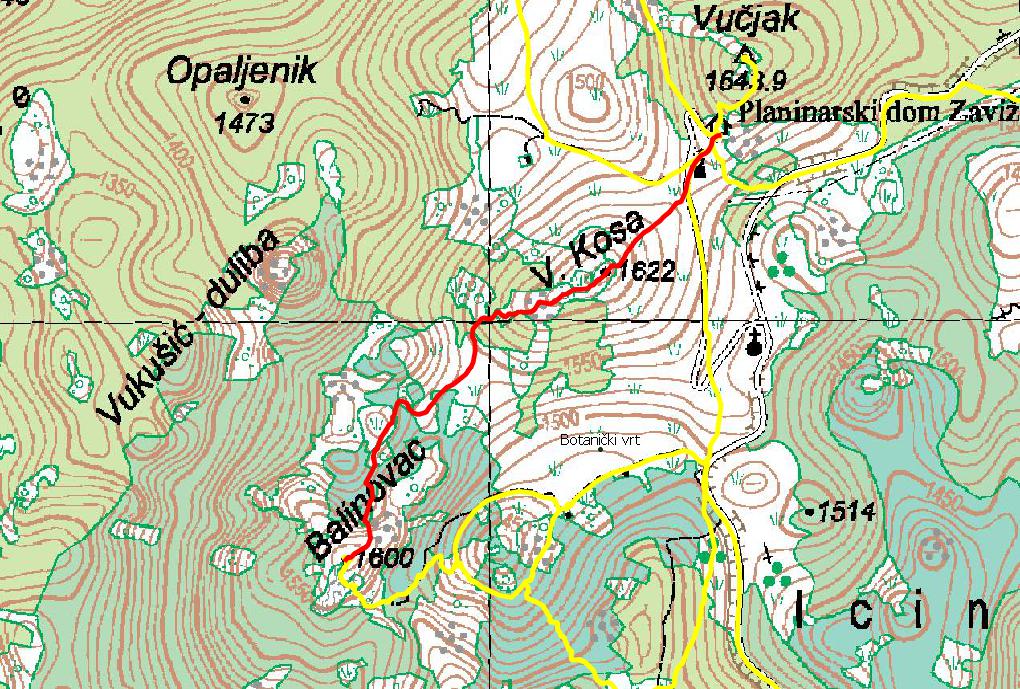 Vučjak
Opaljenik
1500
1643.9
Planinarski dom Zaviž
1473
1400
1350
V. Kosa
1622
Vukušić - duliba
1550
1500
Botanički vrt
Balinovac
1450
1514
1600
1550
I c i n